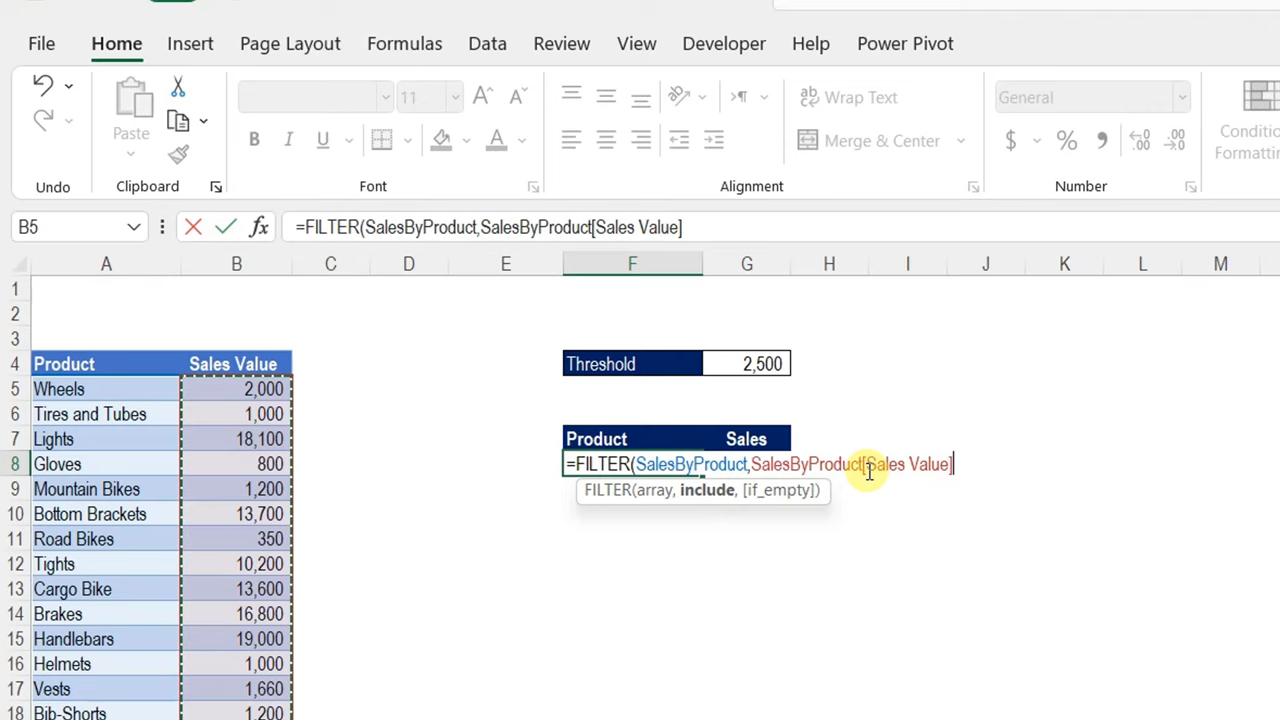 File Home Insert Page Layout Formulas Data Review View Developer Help Power Pivot
Paste
11
ab Wrap Text
Merge & Center
General
Conditio
Formatting
Undo Clipboard Font Alignment Number
B5 fx =FILTER(SalesByProduct,SalesByProduct[Sales Value]
A B C D E F G H I J K L M
1
2
3
4 Product Sales Value Threshold 2,500
5 Wheels 2,000
6 Tires and Tubes 1,000
7 Lights 18,100 Product Sales
8 Gloves 800 =FILTER(SalesByProduct,SalesByProduct[Sales Value]
9 Mountain Bikes 1,200 FILTER(array, include, [if_empty])
10 Bottom Brackets 13,700
11 Road Bikes 350
12 Tights 10,200
13 Cargo Bike 13,600
14 Brakes 16,800
15 Handlebars 19,000
16 Helmets 1,000
17 Vests 1,660
18 Bib-Shorts 1,200